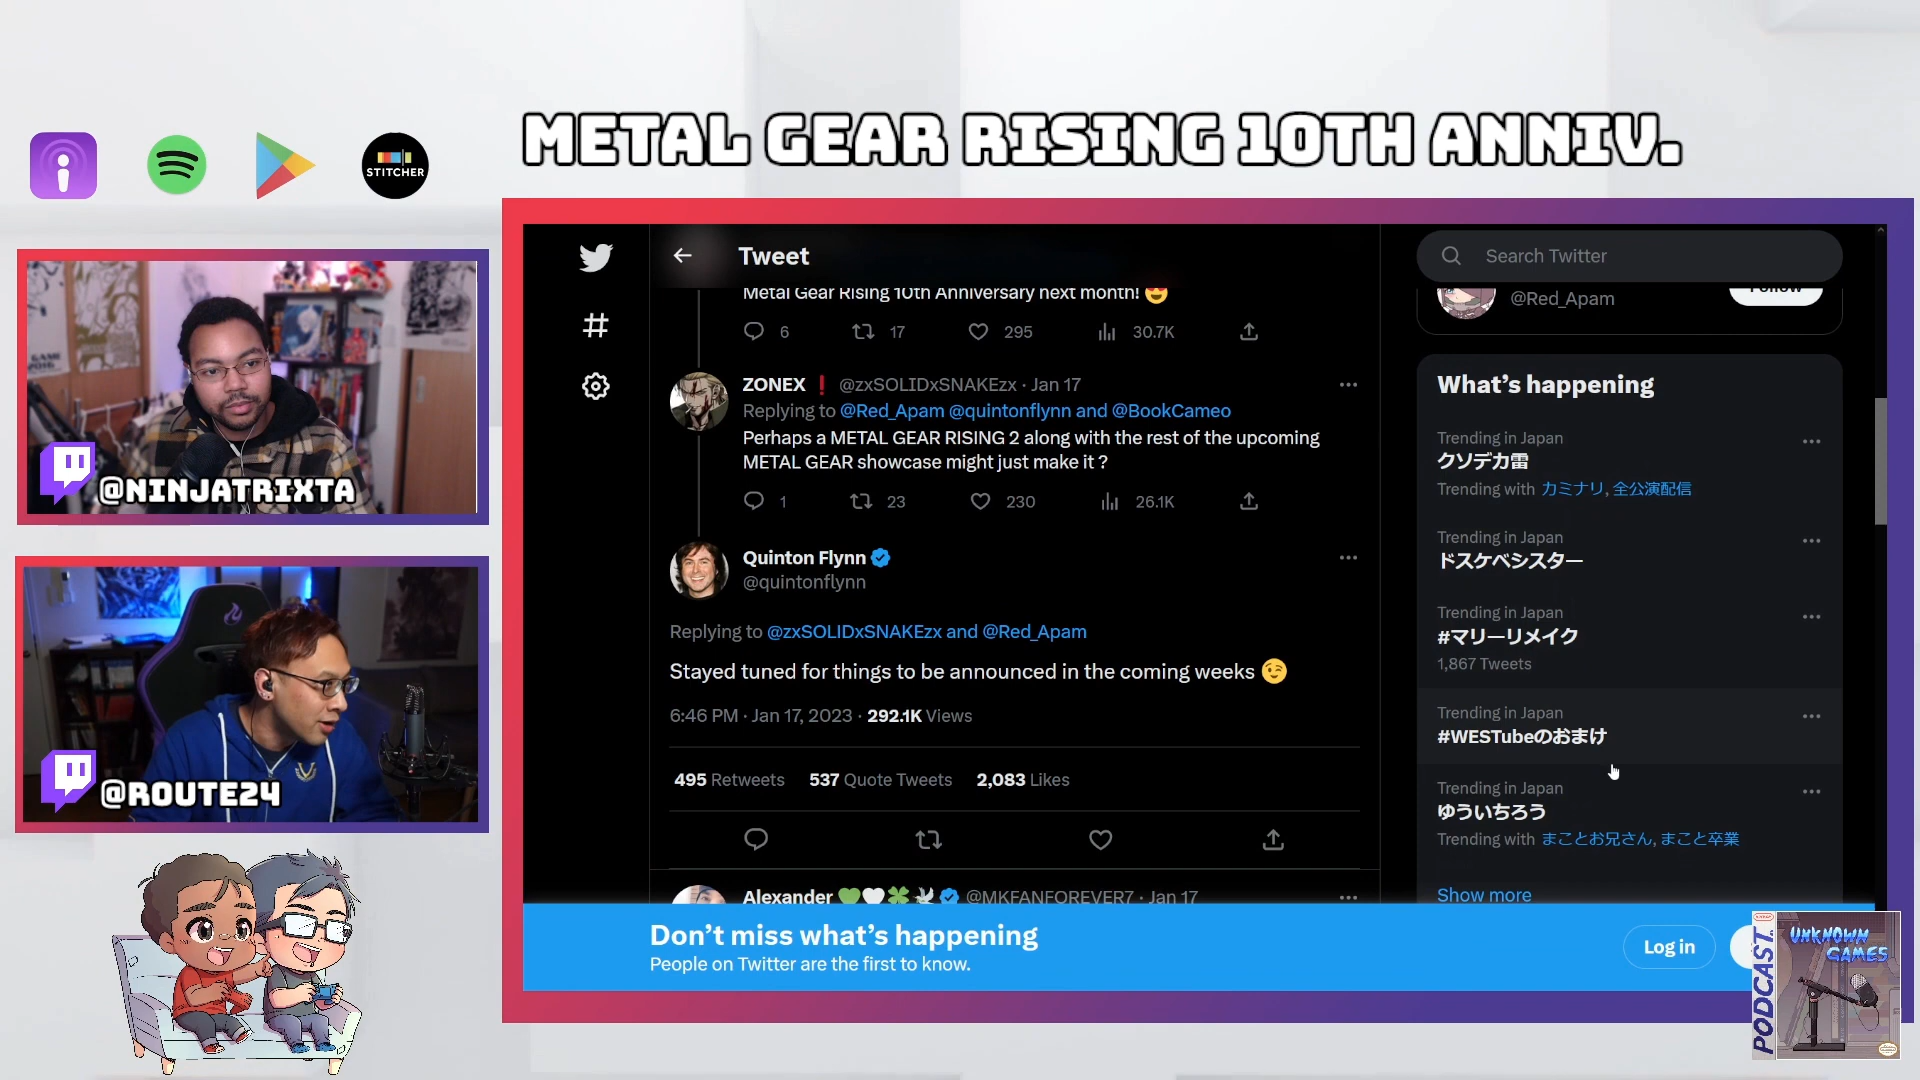 METAL GEAR RISING 10TH ANNIV.
STITCHER
@NINJATRIXTA
@ROUTE24
Tweet
Metal Gear Rising 10th Anniversary next month! 😍
6 17 295 30.7K
ZONEX ❗ @zxSOLIDxSNAKEzx · Jan 17
Replying to @Red_Apam @quintonflynn and @BookCameo
Perhaps a METAL GEAR RISING 2 along with the rest of the upcoming
METAL GEAR showcase might just make it ?
1 23 230 26.1K
Quinton Flynn
@quintonflynn
Replying to @zxSOLIDxSNAKEzx and @Red_Apam
Stayed tuned for things to be announced in the coming weeks 😉
6:46 PM · Jan 17, 2023 · 292.1K Views
495 Retweets 537 Quote Tweets 2,083 Likes
Alexander 💚🤍🍀🕊 @MKFANFOREVER7 · Jan 17
Search Twitter
@Red_Apam
Follow
What's happening
Trending in Japan
クソデカ雷
Trending with カミナリ, 全公演配信
Trending in Japan
ドスケベシスター
Trending in Japan
#マリーリメイク
1,867 Tweets
Trending in Japan
#WESTubeのおまけ
Trending in Japan
ゆういちろう
Trending with まことお兄さん, まこと卒業
Show more
Don't miss what's happening
People on Twitter are the first to know.
Log in
PODCAST
UNKNOWN
GAMES